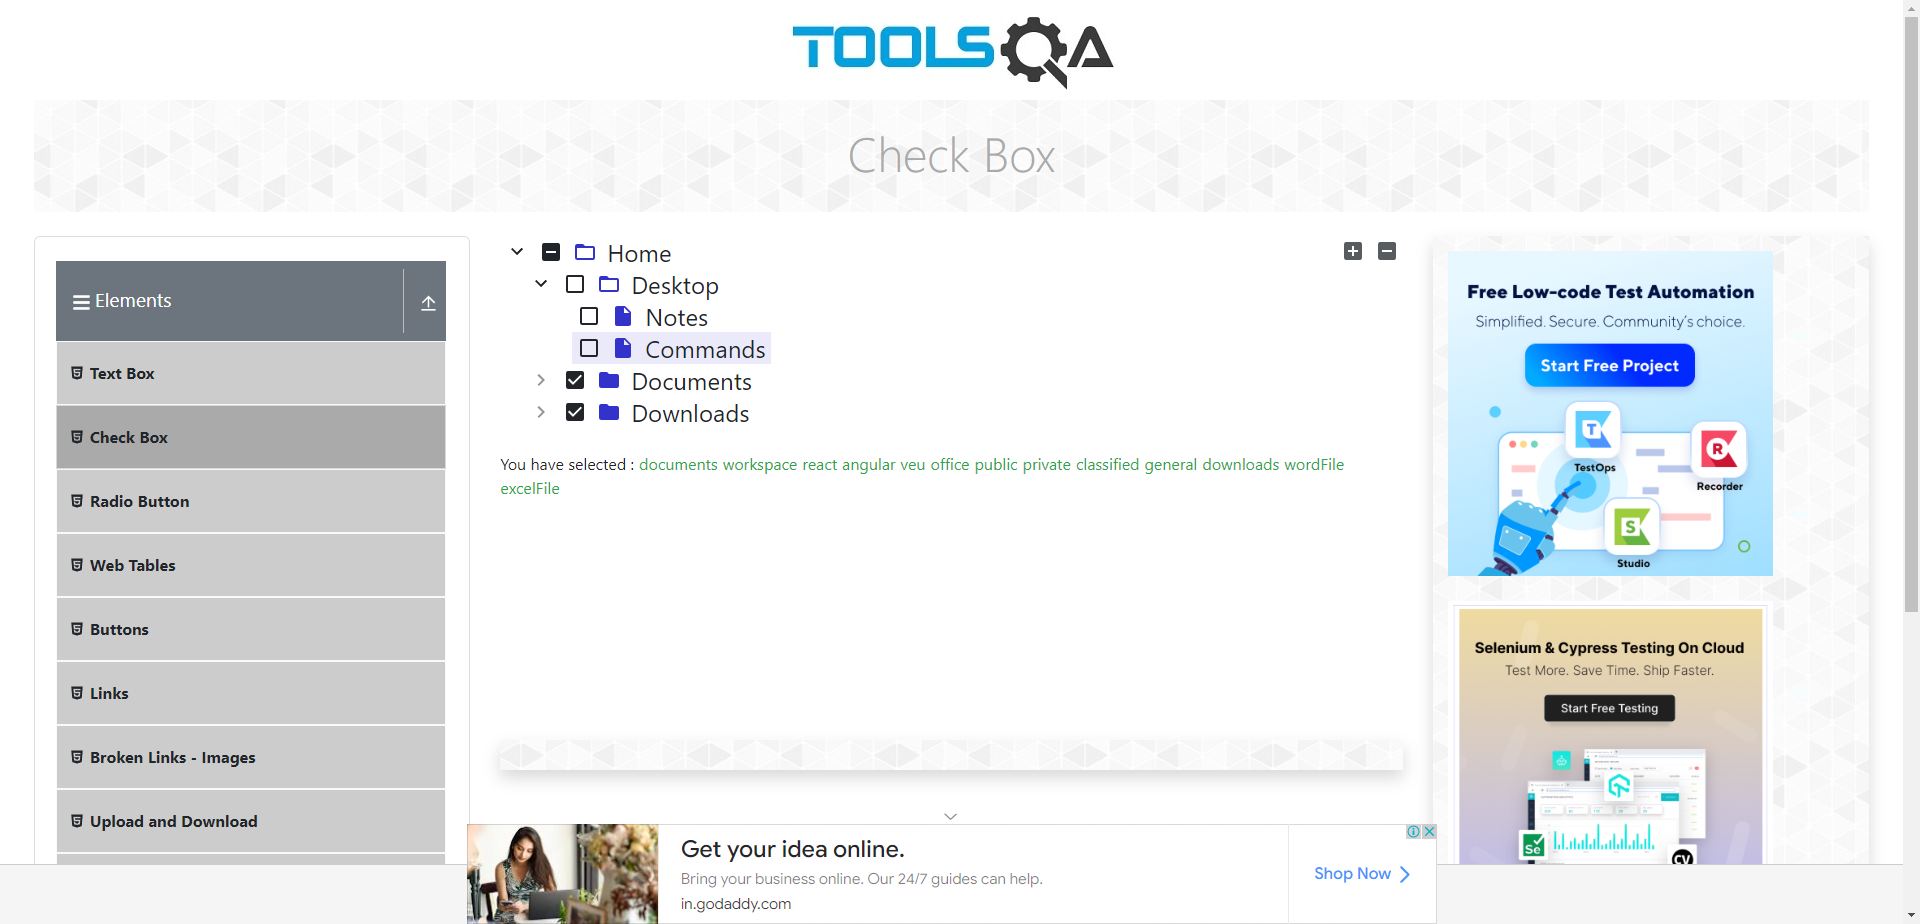 TOOLSQA
Check Box
Elements
Text Box
Check Box
Radio Button
Web Tables
Buttons
Links
Broken Links - Images
Upload and Download
Home
Desktop
Notes
Commands
Documents
Downloads
You have selected : documents workspace react angular veu office public private classified general downloads wordFile
excelFile
Free Low-code Test Automation
Simplified. Secure. Community's choice.
Start Free Project
T
TestOps
R
Recorder
S
Studio
Selenium & Cypress Testing On Cloud
Test More. Save Time. Ship Faster.
Start Free Testing
Se
CY
Get your idea online.
Bring your business online. Our 24/7 guides can help.
in.godaddy.com
Shop Now